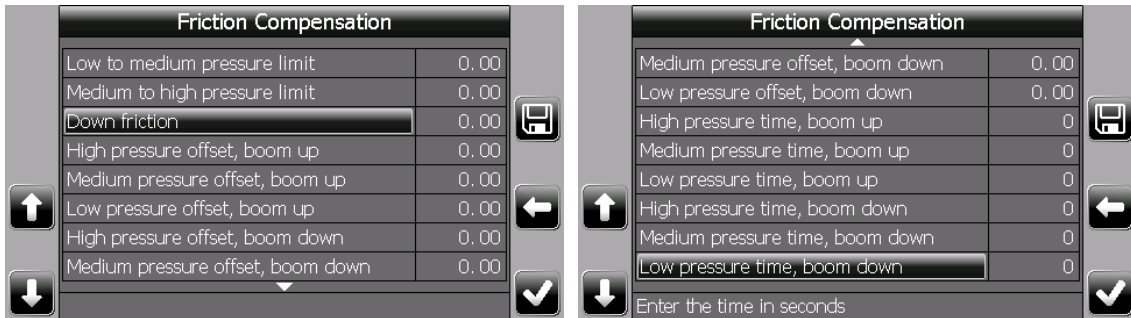 Friction Compensation
Low to medium pressure limit 0.00
Medium to high pressure limit 0.00
Down friction 0.00
High pressure offset, boom up 0.00
Medium pressure offset, boom up 0.00
Low pressure offset, boom up 0.00
High pressure offset, boom down 0.00
Medium pressure offset, boom down 0.00
Friction Compensation
Medium pressure offset, boom down 0.00
Low pressure offset, boom down 0.00
High pressure time, boom up 0
Medium pressure time, boom up 0
Low pressure time, boom up 0
High pressure time, boom down 0
Medium pressure time, boom down 0
Low pressure time, boom down 0
Enter the time in seconds